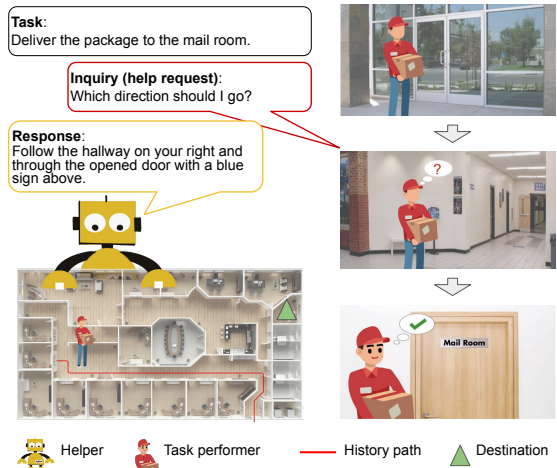 Task:
Deliver the package to the mail room.
Inquiry (help request):
Which direction should I go?
Response:
Follow the hallway on your right and
through the opened door with a blue
sign above.
?
Mail Room
Helper
Task performer
History path
Destination